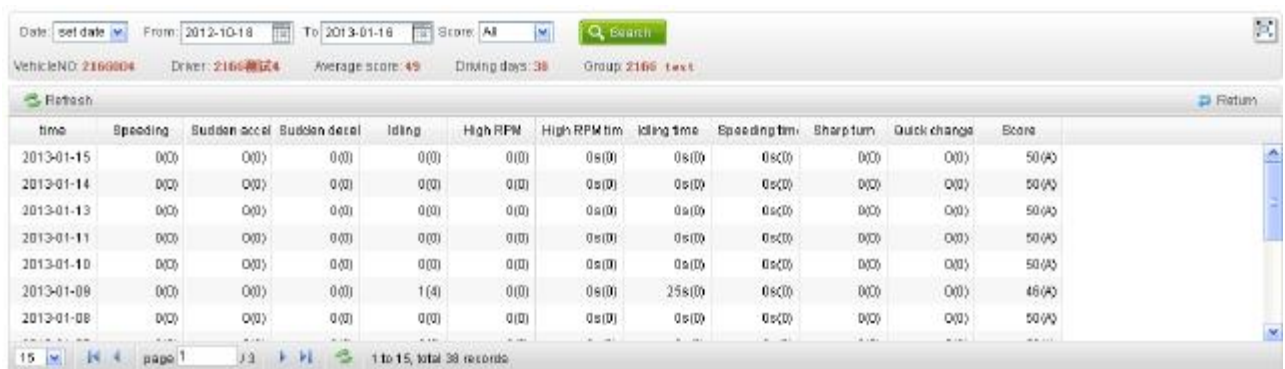 Date: set date From: 2012-10-18 To 2013-01-16 Score: All Search
VehicleNO: 2166004 Driver: 2166测试4 Average score: 49 Driving days: 38 Group: 2166 test
Refresh Return
time Speeding Sudden accel Sudden decel Idling High RPM High RPM tim Idling time Speeding tim Sharp turn Quick change Score
2013-01-15 0(0) 0(0) 0(0) 0(0) 0(0) 0s(0) 0s(0) 0s(0) 0(0) 0(0) 50(A)
2013-01-14 0(0) 0(0) 0(0) 0(0) 0(0) 0s(0) 0s(0) 0s(0) 0(0) 0(0) 50(A)
2013-01-13 0(0) 0(0) 0(0) 0(0) 0(0) 0s(0) 0s(0) 0s(0) 0(0) 0(0) 50(A)
2013-01-11 0(0) 0(0) 0(0) 0(0) 0(0) 0s(0) 0s(0) 0s(0) 0(0) 0(0) 50(A)
2013-01-10 0(0) 0(0) 0(0) 0(0) 0(0) 0s(0) 0s(0) 0s(0) 0(0) 0(0) 50(A)
2013-01-09 0(0) 0(0) 0(0) 1(4) 0(0) 0s(0) 25s(0) 0s(0) 0(0) 0(0) 46(A)
2013-01-08 0(0) 0(0) 0(0) 0(0) 0(0) 0s(0) 0s(0) 0s(0) 0(0) 0(0) 50(A)
15 page 1 / 3 1 to 15, total 38 records